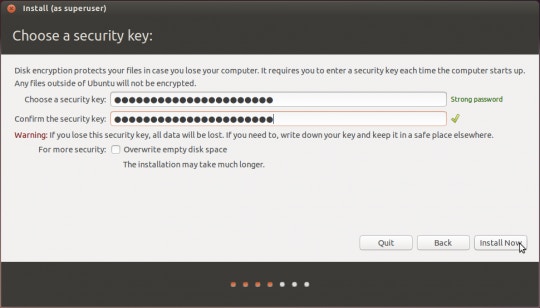 Install (as superuser)
Choose a security key:
Disk encryption protects your files in case you lose your computer. It requires you to enter a security key each time the computer starts up.
Any files outside of Ubuntu will not be encrypted.
Choose a security key: ●●●●●●●●●●●●●●●●●●●●●● Strong password
Confirm the security key: ●●●●●●●●●●●●●●●●●●●●●●
Warning: If you lose this security key, all data will be lost. If you need to, write down your key and keep it in a safe place elsewhere.
For more security: Overwrite empty disk space
The installation may take much longer.
Quit Back Install Now